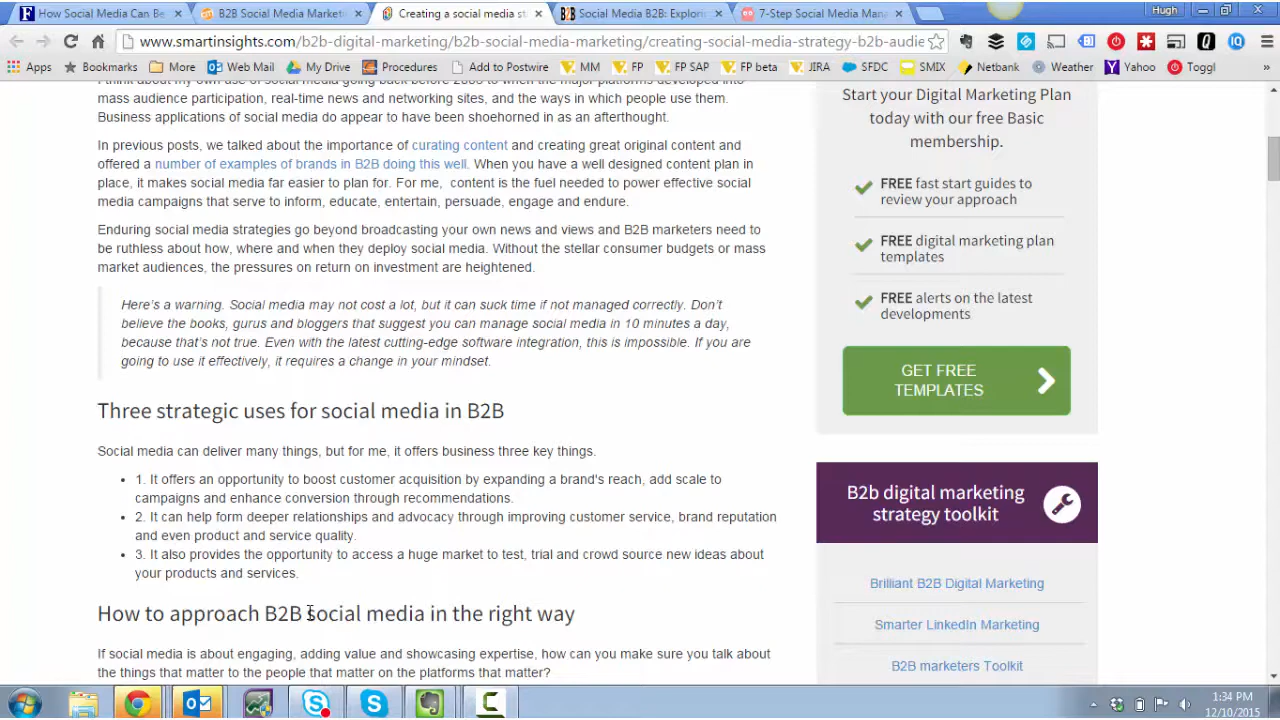 How Social Media Can Be
B2B Social Media Market
Creating a social media st
Social Media B2B: Explori
7-Step Social Media Mana
Hugh
www.smartinsights.com/b2b-digital-marketing/b2b-social-media-marketing/creating-social-media-strategy-b2b-audie
Apps
Bookmarks
More
Web Mail
My Drive
Procedures
Add to Postwire
MM
FP
FP SAP
FP beta
JIRA
SFDC
SMIX
Netbank
Weather
Yahoo
Toggl
»
I think about my own use of social media going back before 2005 to when the major platforms developed into
mass audience participation, real-time news and networking sites, and the ways in which people use them.
Business applications of social media do appear to have been shoehorned in as an afterthought.
In previous posts, we talked about the importance of curating content and creating great original content and
offered a number of examples of brands in B2B doing this well. When you have a well designed content plan in
place, it makes social media far easier to plan for. For me, content is the fuel needed to power effective social
media campaigns that serve to inform, educate, entertain, persuade, engage and endure.
Enduring social media strategies go beyond broadcasting your own news and views and B2B marketers need to
be ruthless about how, where and when they deploy social media. Without the stellar consumer budgets or mass
market audiences, the pressures on return on investment are heightened.
Here's a warning. Social media may not cost a lot, but it can suck time if not managed correctly. Don't
believe the books, gurus and bloggers that suggest you can manage social media in 10 minutes a day,
because that's not true. Even with the latest cutting-edge software integration, this is impossible. If you are
going to use it effectively, it requires a change in your mindset.
Three strategic uses for social media in B2B
Social media can deliver many things, but for me, it offers business three key things.
• 1. It offers an opportunity to boost customer acquisition by expanding a brand's reach, add scale to
campaigns and enhance conversion through recommendations.
• 2. It can help form deeper relationships and advocacy through improving customer service, brand reputation
and even product and service quality.
• 3. It also provides the opportunity to access a huge market to test, trial and crowd source new ideas about
your products and services.
How to approach B2B social media in the right way
If social media is about engaging, adding value and showcasing expertise, how can you make sure you talk about
the things that matter to the people that matter on the platforms that matter?
Start your Digital Marketing Plan
today with our free Basic
membership.
FREE fast start guides to
review your approach
FREE digital marketing plan
templates
FREE alerts on the latest
developments
GET FREE
TEMPLATES
B2b digital marketing
strategy toolkit
Brilliant B2B Digital Marketing
Smarter LinkedIn Marketing
B2B marketers Toolkit
1:34 PM
12/10/2015